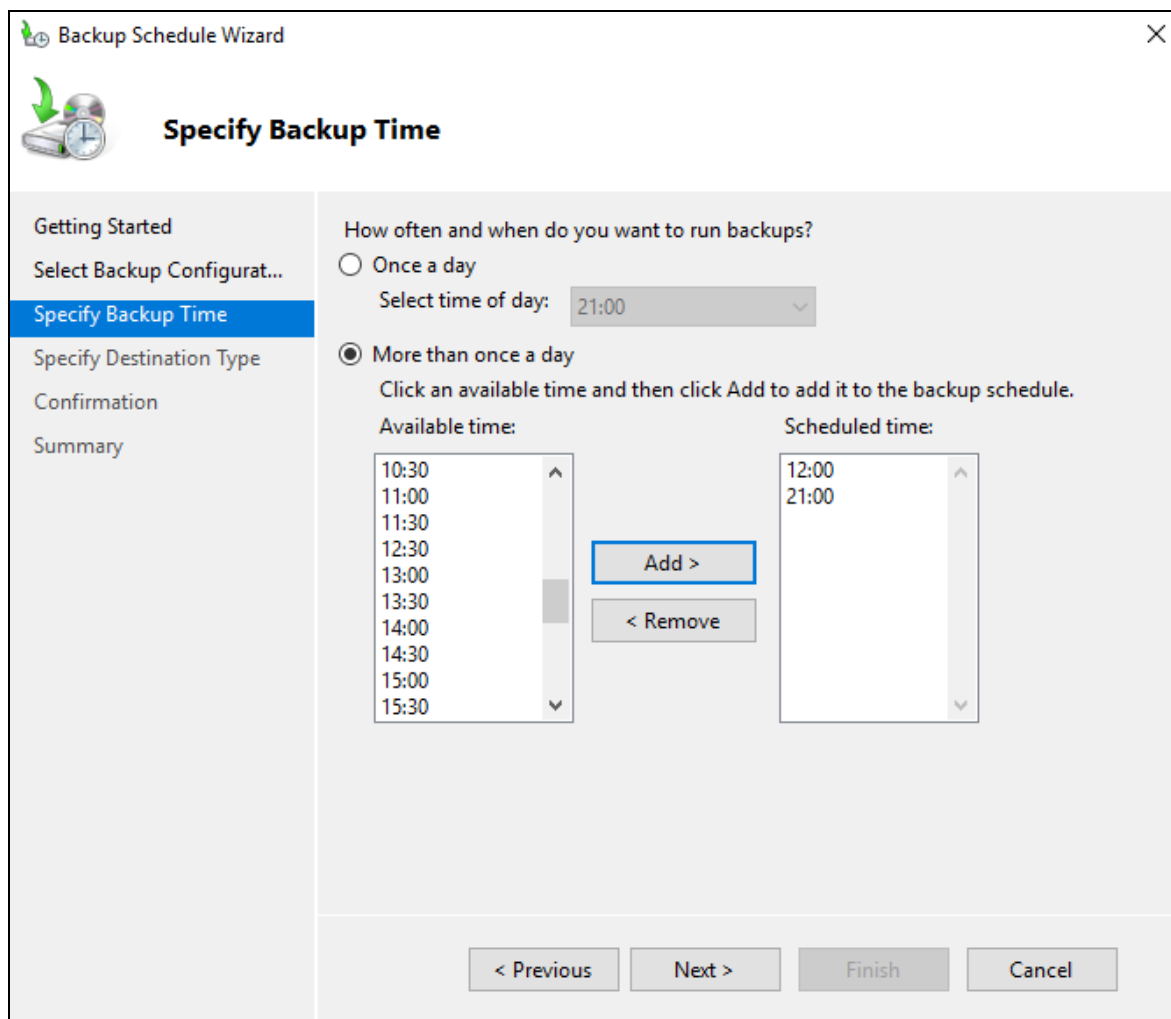 Backup Schedule Wizard
Specify Backup Time
Getting Started
Select Backup Configurat...
Specify Backup Time
Specify Destination Type
Confirmation
Summary
How often and when do you want to run backups?
Once a day
Select time of day: 21:00
More than once a day
Click an available time and then click Add to add it to the backup schedule.
Available time:
10:30
11:00
11:30
12:30
13:00
13:30
14:00
14:30
15:00
15:30
Add >
< Remove
Scheduled time:
12:00
21:00
< Previous Next > Finish Cancel